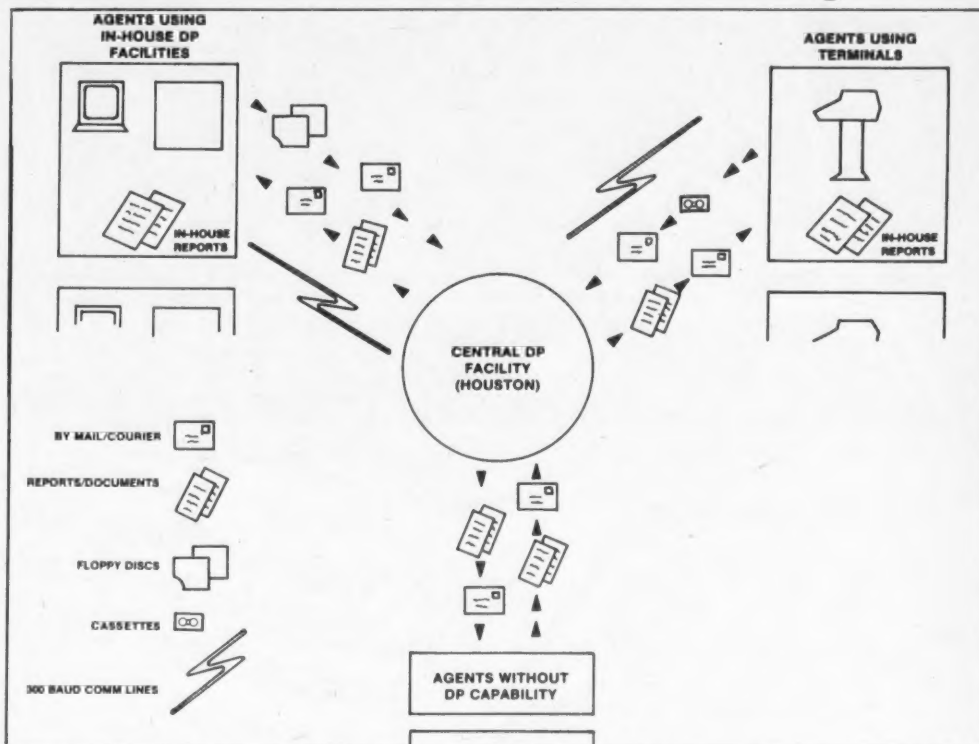 AGENTS USING
IN-HOUSE DP
FACILITIES
AGENTS USING
TERMINALS
IN-HOUSE
REPORTS
IN-HOUSE
REPORTS
CENTRAL DP
FACILITY
(HOUSTON)
BY MAIL/COURIER
REPORTS/DOCUMENTS
FLOPPY DISCS
CASSETTES
300 BAUD COMM LINES
AGENTS WITHOUT
DP CAPABILITY